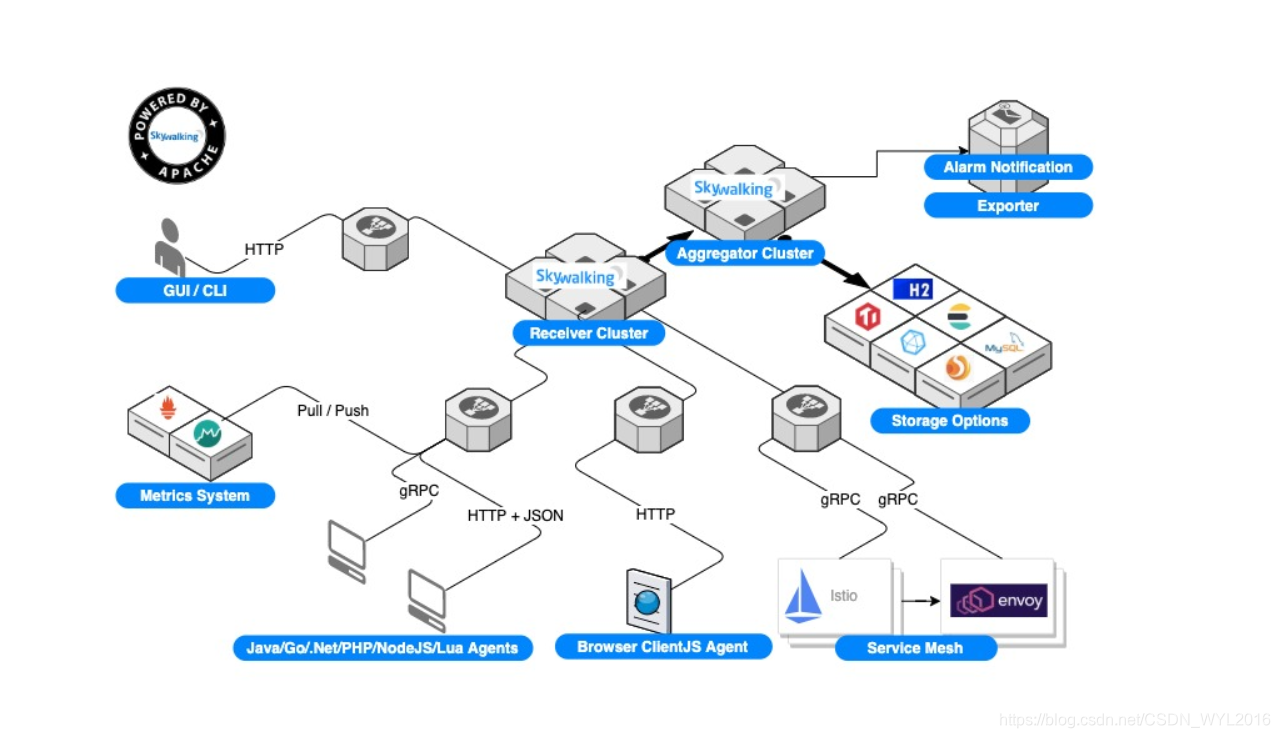 POWERED BY
Skywalking
APACHE
Alarm Notification
Exporter
Skywalking
Aggregator Cluster
HTTP
GUI / CLI
Skywalking
Receiver Cluster
H2
MySQL
Storage Options
Pull / Push
Metrics System
gRPC
HTTP + JSON
HTTP
gRPC
gRPC
Istio
envoy
Java/Go/.Net/PHP/NodeJS/Lua Agents
Browser ClientJS Agent
Service Mesh
https://blog.csdn.net/CSDN_WYL2016